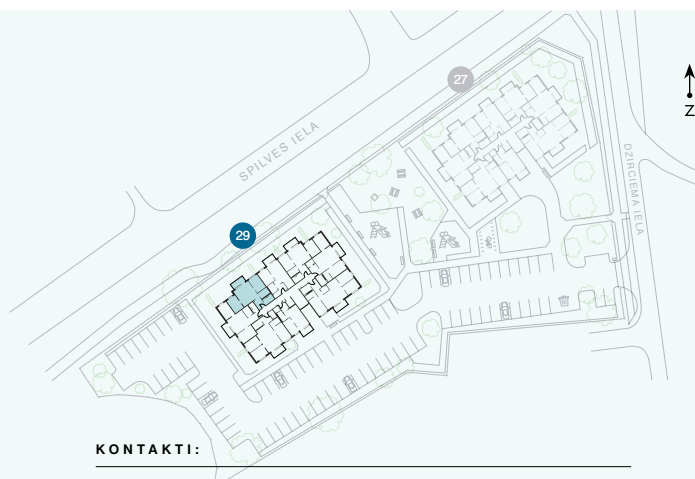 27
Z
SPILVES IELA
DZIRCIEMA IELA
29
KONTAKTI: